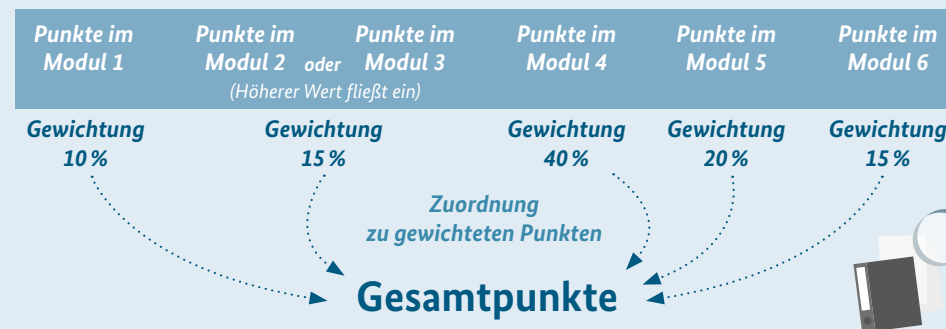 Punkte im Modul 1
Punkte im Modul 2 oder Punkte im Modul 3
(Höherer Wert fließt ein)
Punkte im Modul 4
Punkte im Modul 5
Punkte im Modul 6
Gewichtung 10 %
Gewichtung 15 %
Gewichtung 40 %
Gewichtung 20 %
Gewichtung 15 %
Zuordnung
zu gewichteten Punkten
Gesamtpunkte